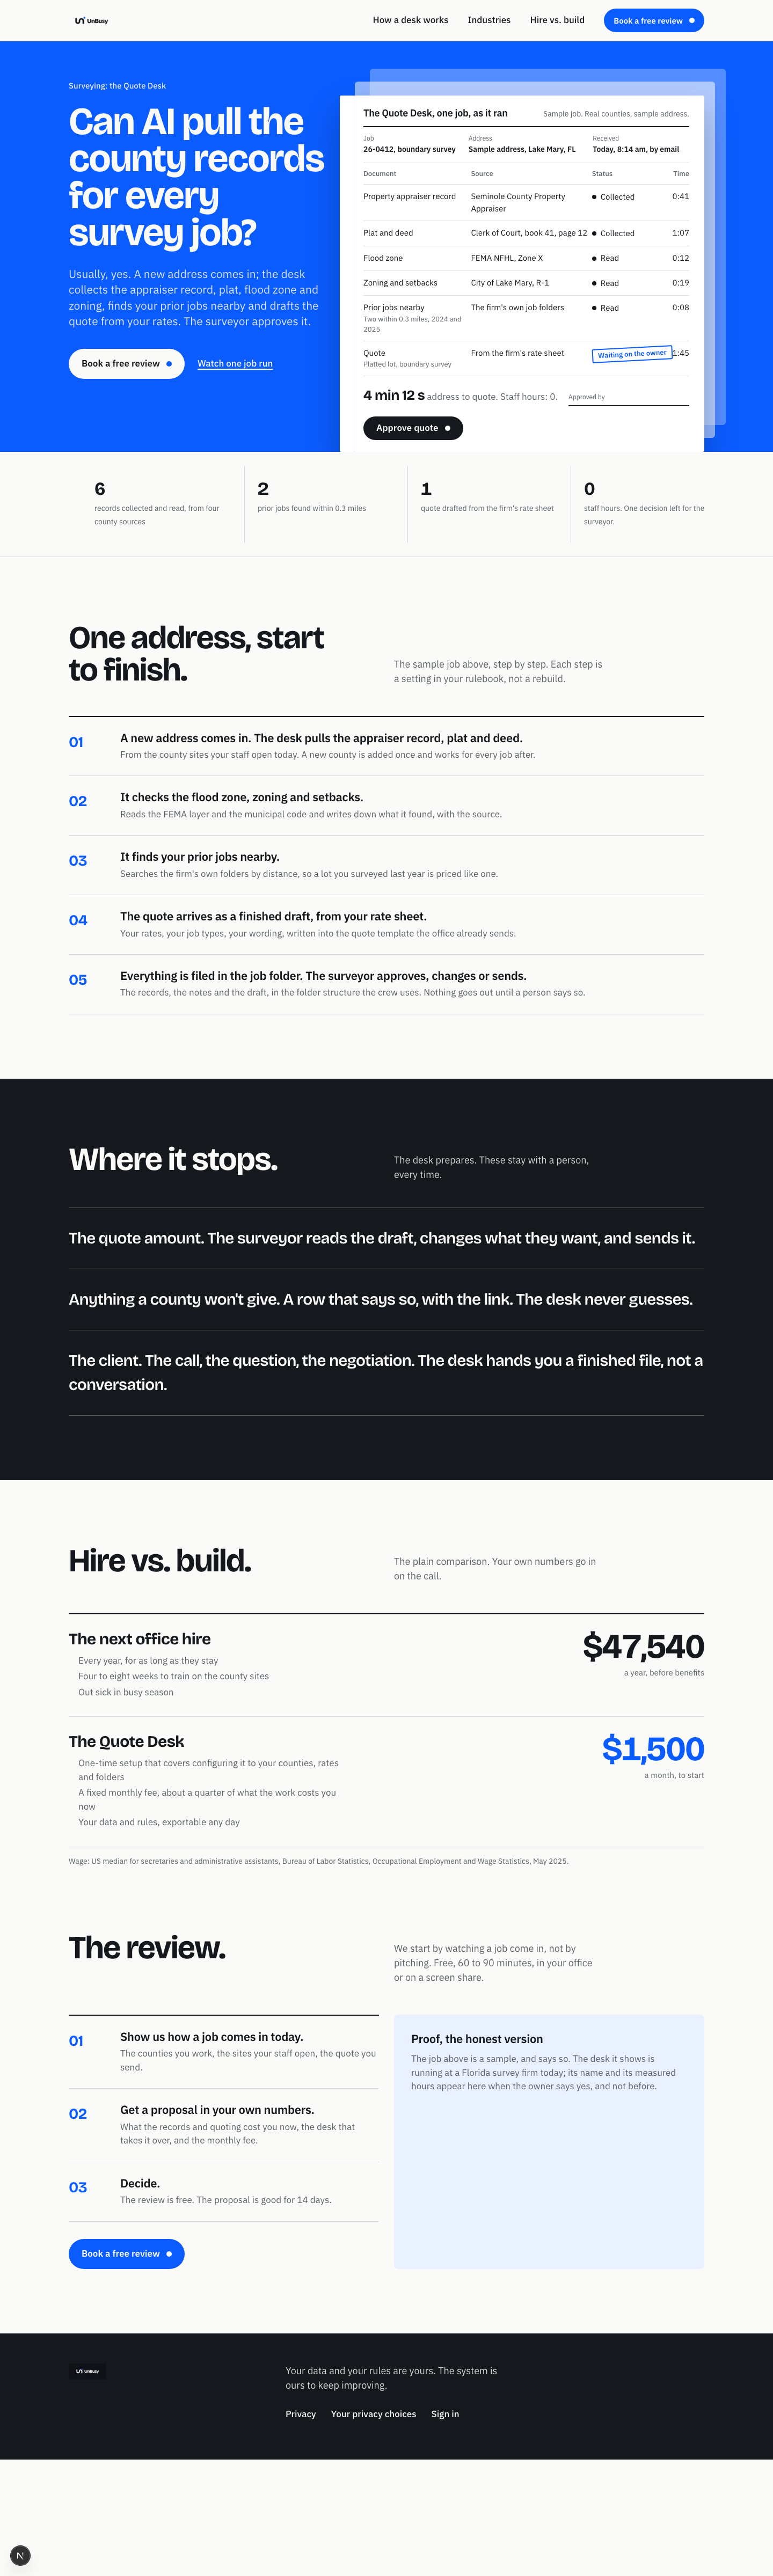 UnBusy
How a desk works
Industries
Hire vs. build
Book a free review
Surveying: the Quote Desk
Can AI pull the
county records
for every
survey job?
Usually, yes. A new address comes in; the desk
collects the appraiser record, plat, flood zone and
zoning, finds your prior jobs nearby and drafts the
quote from your rates. The surveyor approves it.
Book a free review
Watch one job run
The Quote Desk, one job, as it ran
Sample job. Real counties, sample address.
Job
Address
Received
26-0412, boundary survey
Sample address, Lake Mary, FL
Today, 8:14 am, by email
Document
Source
Status
Time
Property appraiser record
Seminole County Property
Appraiser
Collected
0:41
Plat and deed
Clerk of Court, book 41, page 12
Collected
1:07
Flood zone
FEMA NFHL, Zone X
Read
0:12
Zoning and setbacks
City of Lake Mary, R-1
Read
0:19
Prior jobs nearby
Two within 0.3 miles, 2024 and
2025
The firm's own job folders
Read
0:08
Quote
Platted lot, boundary survey
From the firm's rate sheet
Waiting on the owner
1:45
4 min 12 s address to quote. Staff hours: 0.
Approved by
Approve quote
6
records collected and read, from four
county sources
2
prior jobs found within 0.3 miles
1
quote drafted from the firm's rate sheet
0
staff hours. One decision left for the
surveyor.
One address, start
to finish.
The sample job above, step by step. Each step is
a setting in your rulebook, not a rebuild.
01
A new address comes in. The desk pulls the appraiser record, plat and deed.
From the county sites your staff open today. A new county is added once and works for every job after.
02
It checks the flood zone, zoning and setbacks.
Reads the FEMA layer and the municipal code and writes down what it found, with the source.
03
It finds your prior jobs nearby.
Searches the firm's own folders by distance, so a lot you surveyed last year is priced like one.
04
The quote arrives as a finished draft, from your rate sheet.
Your rates, your job types, your wording, written into the quote template the office already sends.
05
Everything is filed in the job folder. The surveyor approves, changes or sends.
The records, the notes and the draft, in the folder structure the crew uses. Nothing goes out until a person says so.
Where it stops.
The desk prepares. These stay with a person,
every time.
The quote amount. The surveyor reads the draft, changes what they want, and sends it.
Anything a county won't give. A row that says so, with the link. The desk never guesses.
The client. The call, the question, the negotiation. The desk hands you a finished file, not a
conversation.
Hire vs. build.
The plain comparison. Your own numbers go in
on the call.
The next office hire
Every year, for as long as they stay
Four to eight weeks to train on the county sites
Out sick in busy season
$47,540
a year, before benefits
The Quote Desk
One-time setup that covers configuring it to your counties, rates
and folders
A fixed monthly fee, about a quarter of what the work costs you
now
Your data and rules, exportable any day
$1,500
a month, to start
Wage: US median for secretaries and administrative assistants, Bureau of Labor Statistics, Occupational Employment and Wage Statistics, May 2025.
The review.
We start by watching a job come in, not by
pitching. Free, 60 to 90 minutes, in your office
or on a screen share.
01
Show us how a job comes in today.
The counties you work, the sites your staff open, the quote you
send.
02
Get a proposal in your own numbers.
What the records and quoting cost you now, the desk that
takes it over, and the monthly fee.
03
Decide.
The review is free. The proposal is good for 14 days.
Book a free review
Proof, the honest version
The job above is a sample, and says so. The desk it shows is
running at a Florida survey firm today; its name and its measured
hours appear here when the owner says yes, and not before.
UnBusy
Your data and your rules are yours. The system is
ours to keep improving.
Privacy
Your privacy choices
Sign in
N